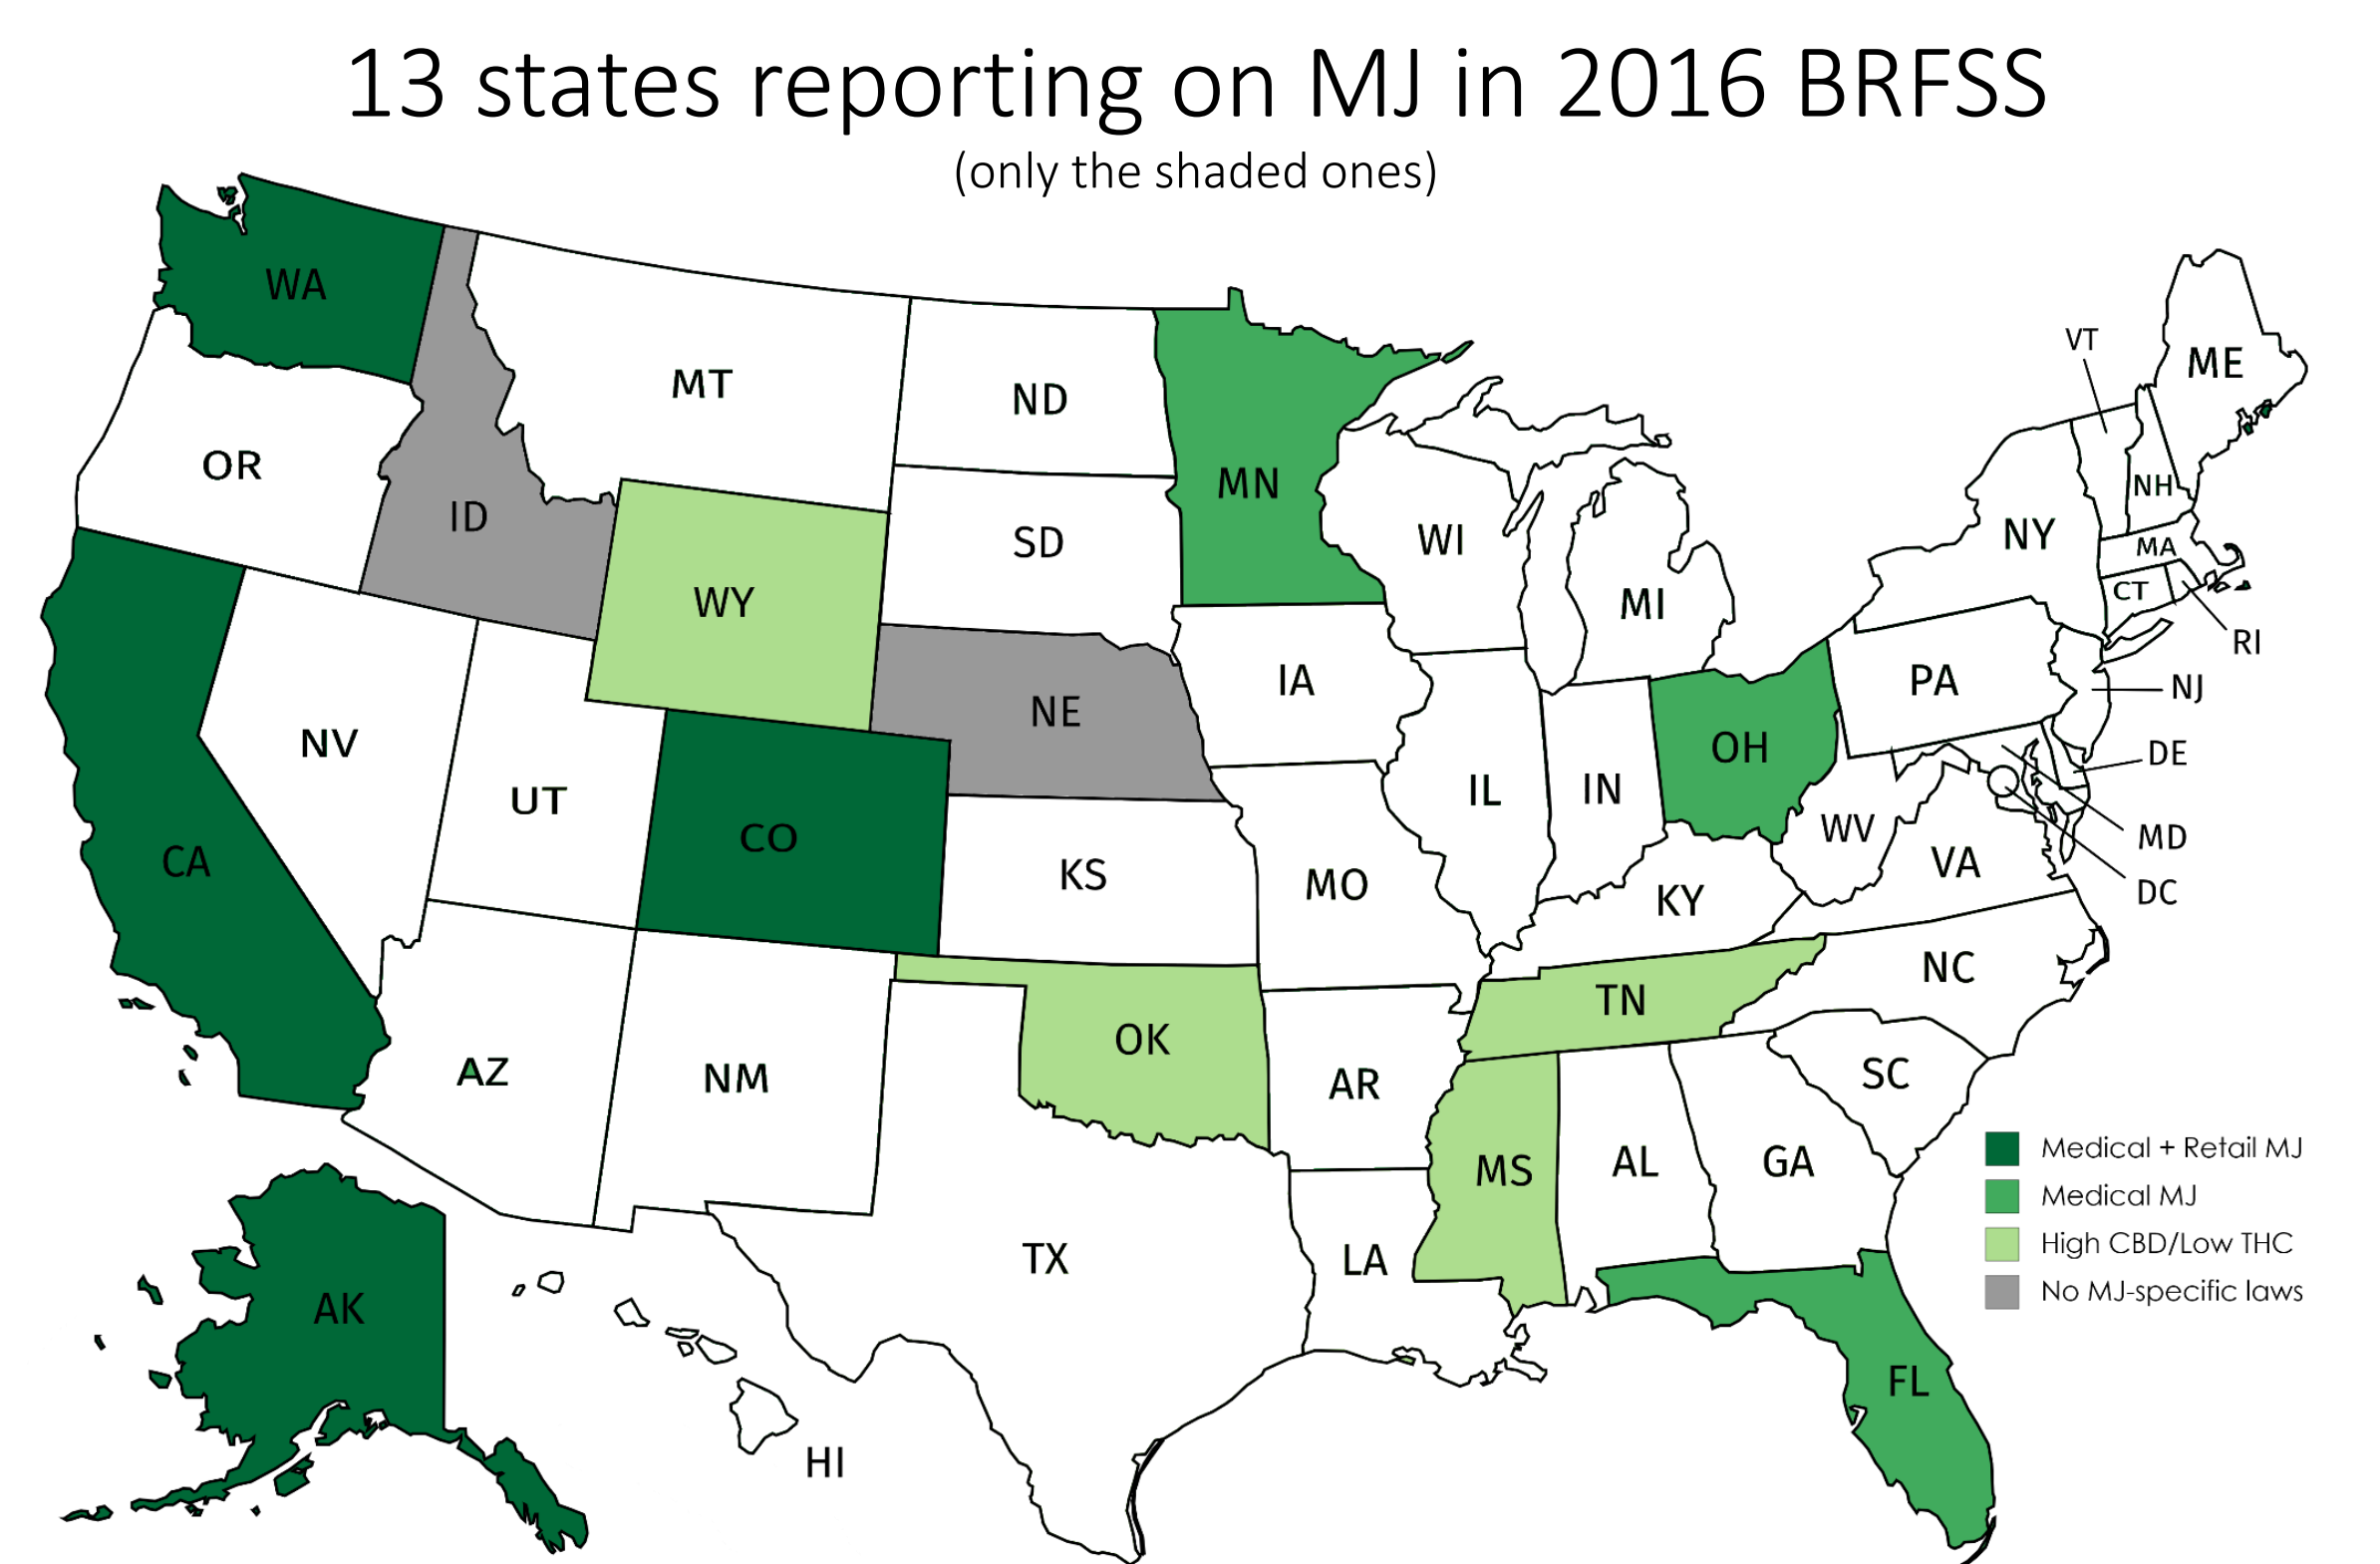 13 states reporting on MJ in 2016 BRFSS
(only the shaded ones)
WA
MT
ND
MN
VT
ME
OR
ID
WY
SD
WI
MI
NY
NH
MA
CT
RI
NV
UT
CO
NE
IA
IL
IN
OH
PA
NJ
DE
MD
DC
CA
KS
MO
KY
WV
VA
AZ
NM
OK
AR
TN
NC
SC
MS
AL
GA
TX
LA
FL
AK
HI
Medical + Retail MJ
Medical MJ
High CBD/Low THC
No MJ-specific laws